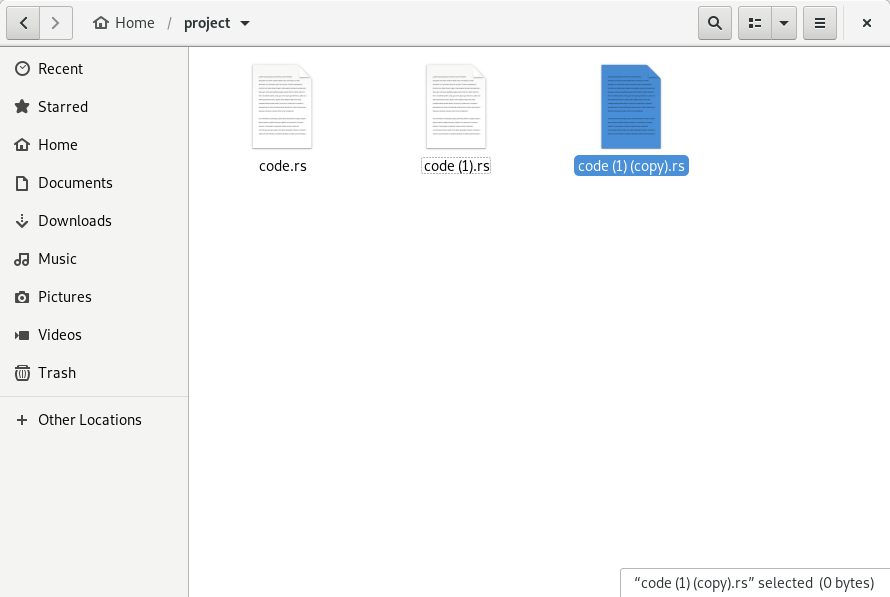 Home / project
Recent
Starred
Home
Documents
Downloads
Music
Pictures
Videos
Trash
Other Locations
code.rs
code (1).rs
code (1) (copy).rs
“code (1) (copy).rs” selected (0 bytes)